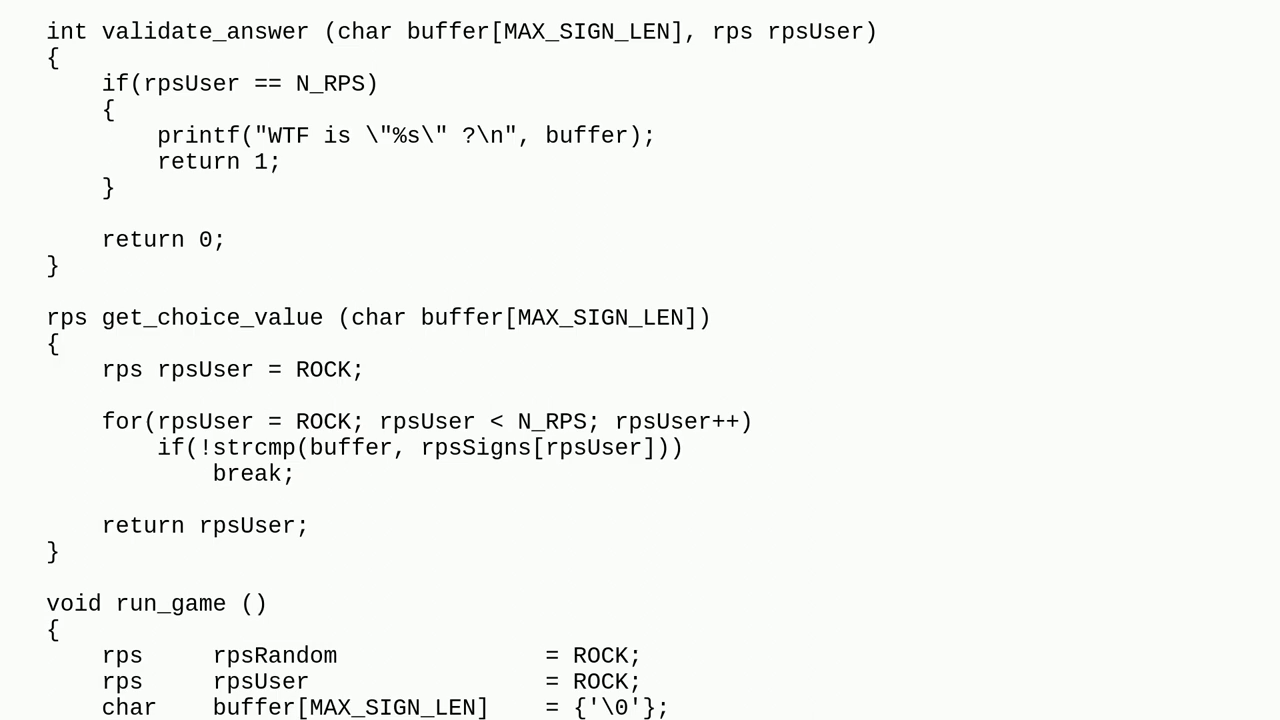 int validate_answer (char buffer[MAX_SIGN_LEN], rps rpsUser)
{
    if(rpsUser == N_RPS)
    {
        printf("WTF is \"%s\" ?\n", buffer);
        return 1;
    }

    return 0;
}

rps get_choice_value (char buffer[MAX_SIGN_LEN])
{
    rps rpsUser = ROCK;

    for(rpsUser = ROCK; rpsUser < N_RPS; rpsUser++)
        if(!strcmp(buffer, rpsSigns[rpsUser]))
            break;

    return rpsUser;
}

void run_game ()
{
    rps     rpsRandom               = ROCK;
    rps     rpsUser                 = ROCK;
    char    buffer[MAX_SIGN_LEN]    = {'\0'};